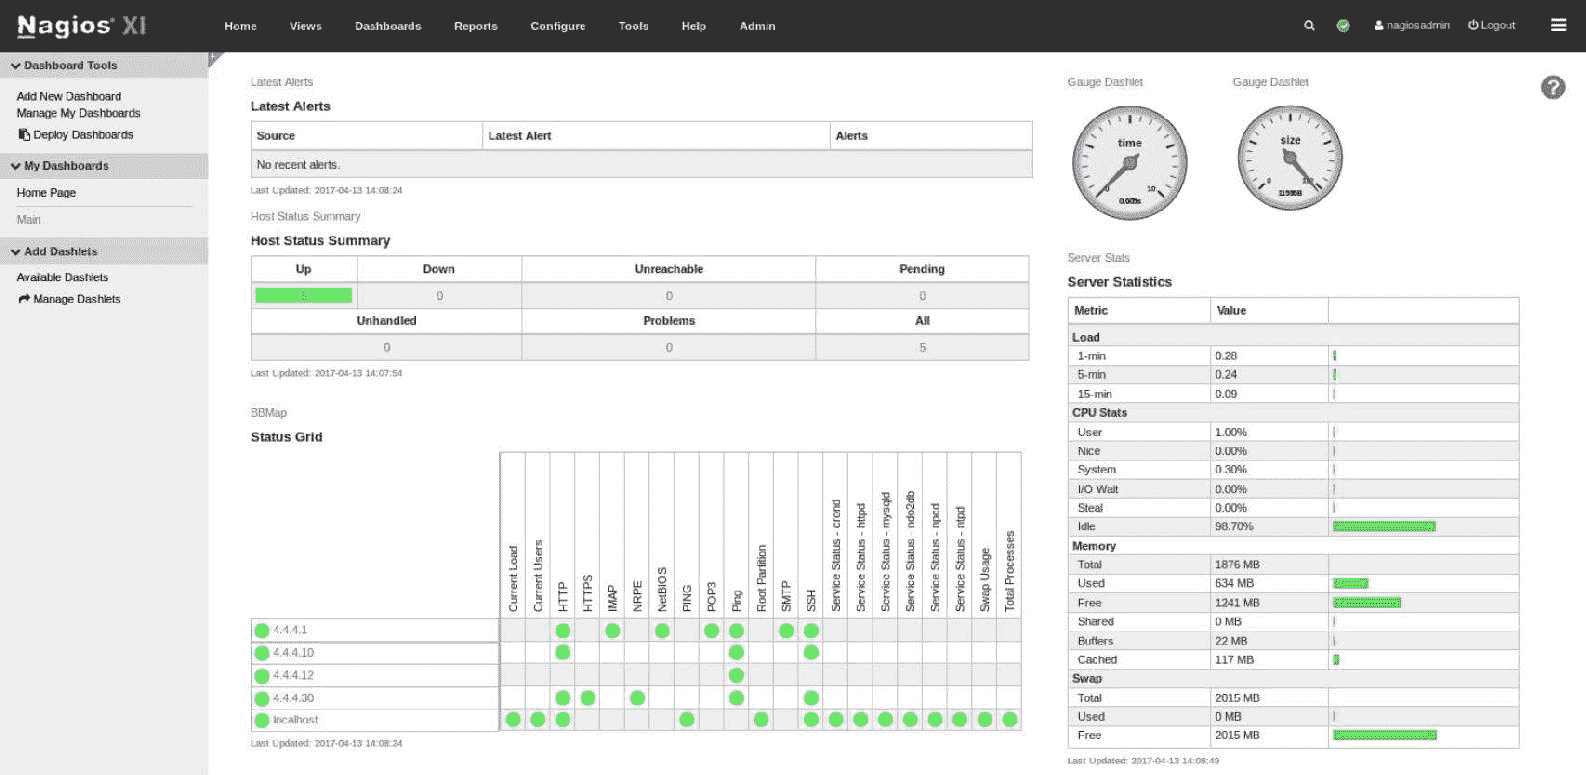 Nagios® XI
Home Views Dashboards Reports Configure Tools Help Admin
nagiosadmin Logout
Dashboard Tools
Add New Dashboard
Manage My Dashboards
Deploy Dashboards
My Dashboards
Home Page
Main
Add Dashlets
Available Dashlets
Manage Dashlets
Latest Alerts
Latest Alerts
Source Latest Alert Alerts
No recent alerts.
Last Updated: 2017-04-13 14:08:24
Host Status Summary
Host Status Summary
Up Down Unreachable Pending
0 0 0
Unhandled Problems All
0 0 5
Last Updated: 2017-04-13 14:07:54
BBMap
Status Grid
Current Load
Current Users
HTTP
HTTPS
IMAP
NRPE
NetBIOS
PING
POP3
Ping
Root Partition
SMTP
SSH
Service Status - crond
Service Status - httpd
Service Status - mysqld
Service Status - ndo2db
Service Status - npcd
Service Status - ntpd
Swap Usage
Total Processes
4.4.4.1
4.4.4.10
4.4.4.12
4.4.4.30
localhost
Last Updated: 2017-04-13 14:08:24
Gauge Dashlet
time
0 10
Gauge Dashlet
size
0
?
Server Stats
Server Statistics
Metric Value
Load
1-min 0.28
5-min 0.24
15-min 0.09
CPU Stats
User 1.00%
Nice 0.00%
System 0.30%
I/O Wait 0.00%
Steal 0.00%
Idle 98.70%
Memory
Total 1876 MB
Used 634 MB
Free 1241 MB
Shared 0 MB
Buffers 22 MB
Cached 117 MB
Swap
Total 2015 MB
Used 0 MB
Free 2015 MB
Last Updated: 2017-04-13 14:08:49